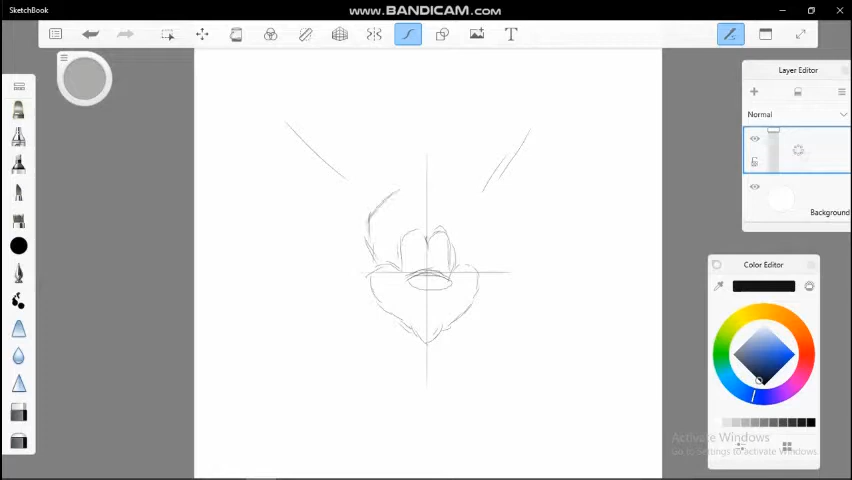 SketchBook
www.BANDICAM.com
T
Layer Editor
Normal
Background
Color Editor
Activate Windows
Go to Settings to activate Windows.